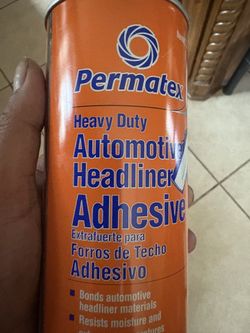 Permatex
Heavy Duty
Automotive
Headliner
Adhesive
Extrafuerte para
Forros de Techo
Adhesivo
■ Bonds automotive
headliner materials
■ Resists moisture and